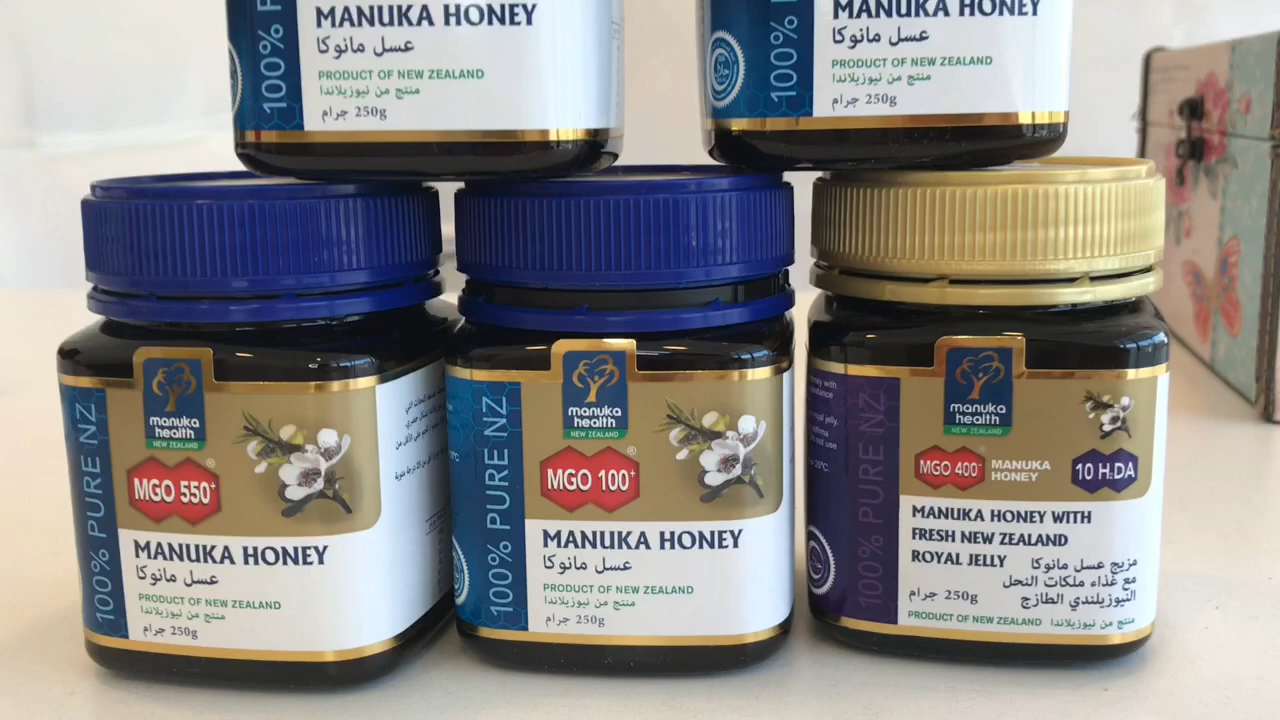 100%
MANUKA HONEY
عسل مانوكا
PRODUCT OF NEW ZEALAND
منتج من نيوزيلاندا
250g جرام
100%
MANUKA HONEY
عسل مانوكا
PRODUCT OF NEW ZEALAND
منتج من نيوزيلاندا
250g جرام
حلال
100% PURE NZ
manuka
health
NEW ZEALAND
MGO 550+
®
MANUKA HONEY
عسل مانوكا
PRODUCT OF NEW ZEALAND
منتج من نيوزيلاندا
250g جرام
100% PURE NZ
manuka
health
NEW ZEALAND
MGO 100+
®
MANUKA HONEY
عسل مانوكا
PRODUCT OF NEW ZEALAND
منتج من نيوزيلاندا
250g جرام
100% PURE NZ
manuka
health
NEW ZEALAND
MGO 400+
MANUKA
HONEY
10 H2DA
MANUKA HONEY WITH
FRESH NEW ZEALAND
ROYAL JELLY
مزيج عسل مانوكا
مع غذاء ملكات النحل
النيوزيلندي الطازج
250g جرام
PRODUCT OF NEW ZEALAND منتج من نيوزيلاندا